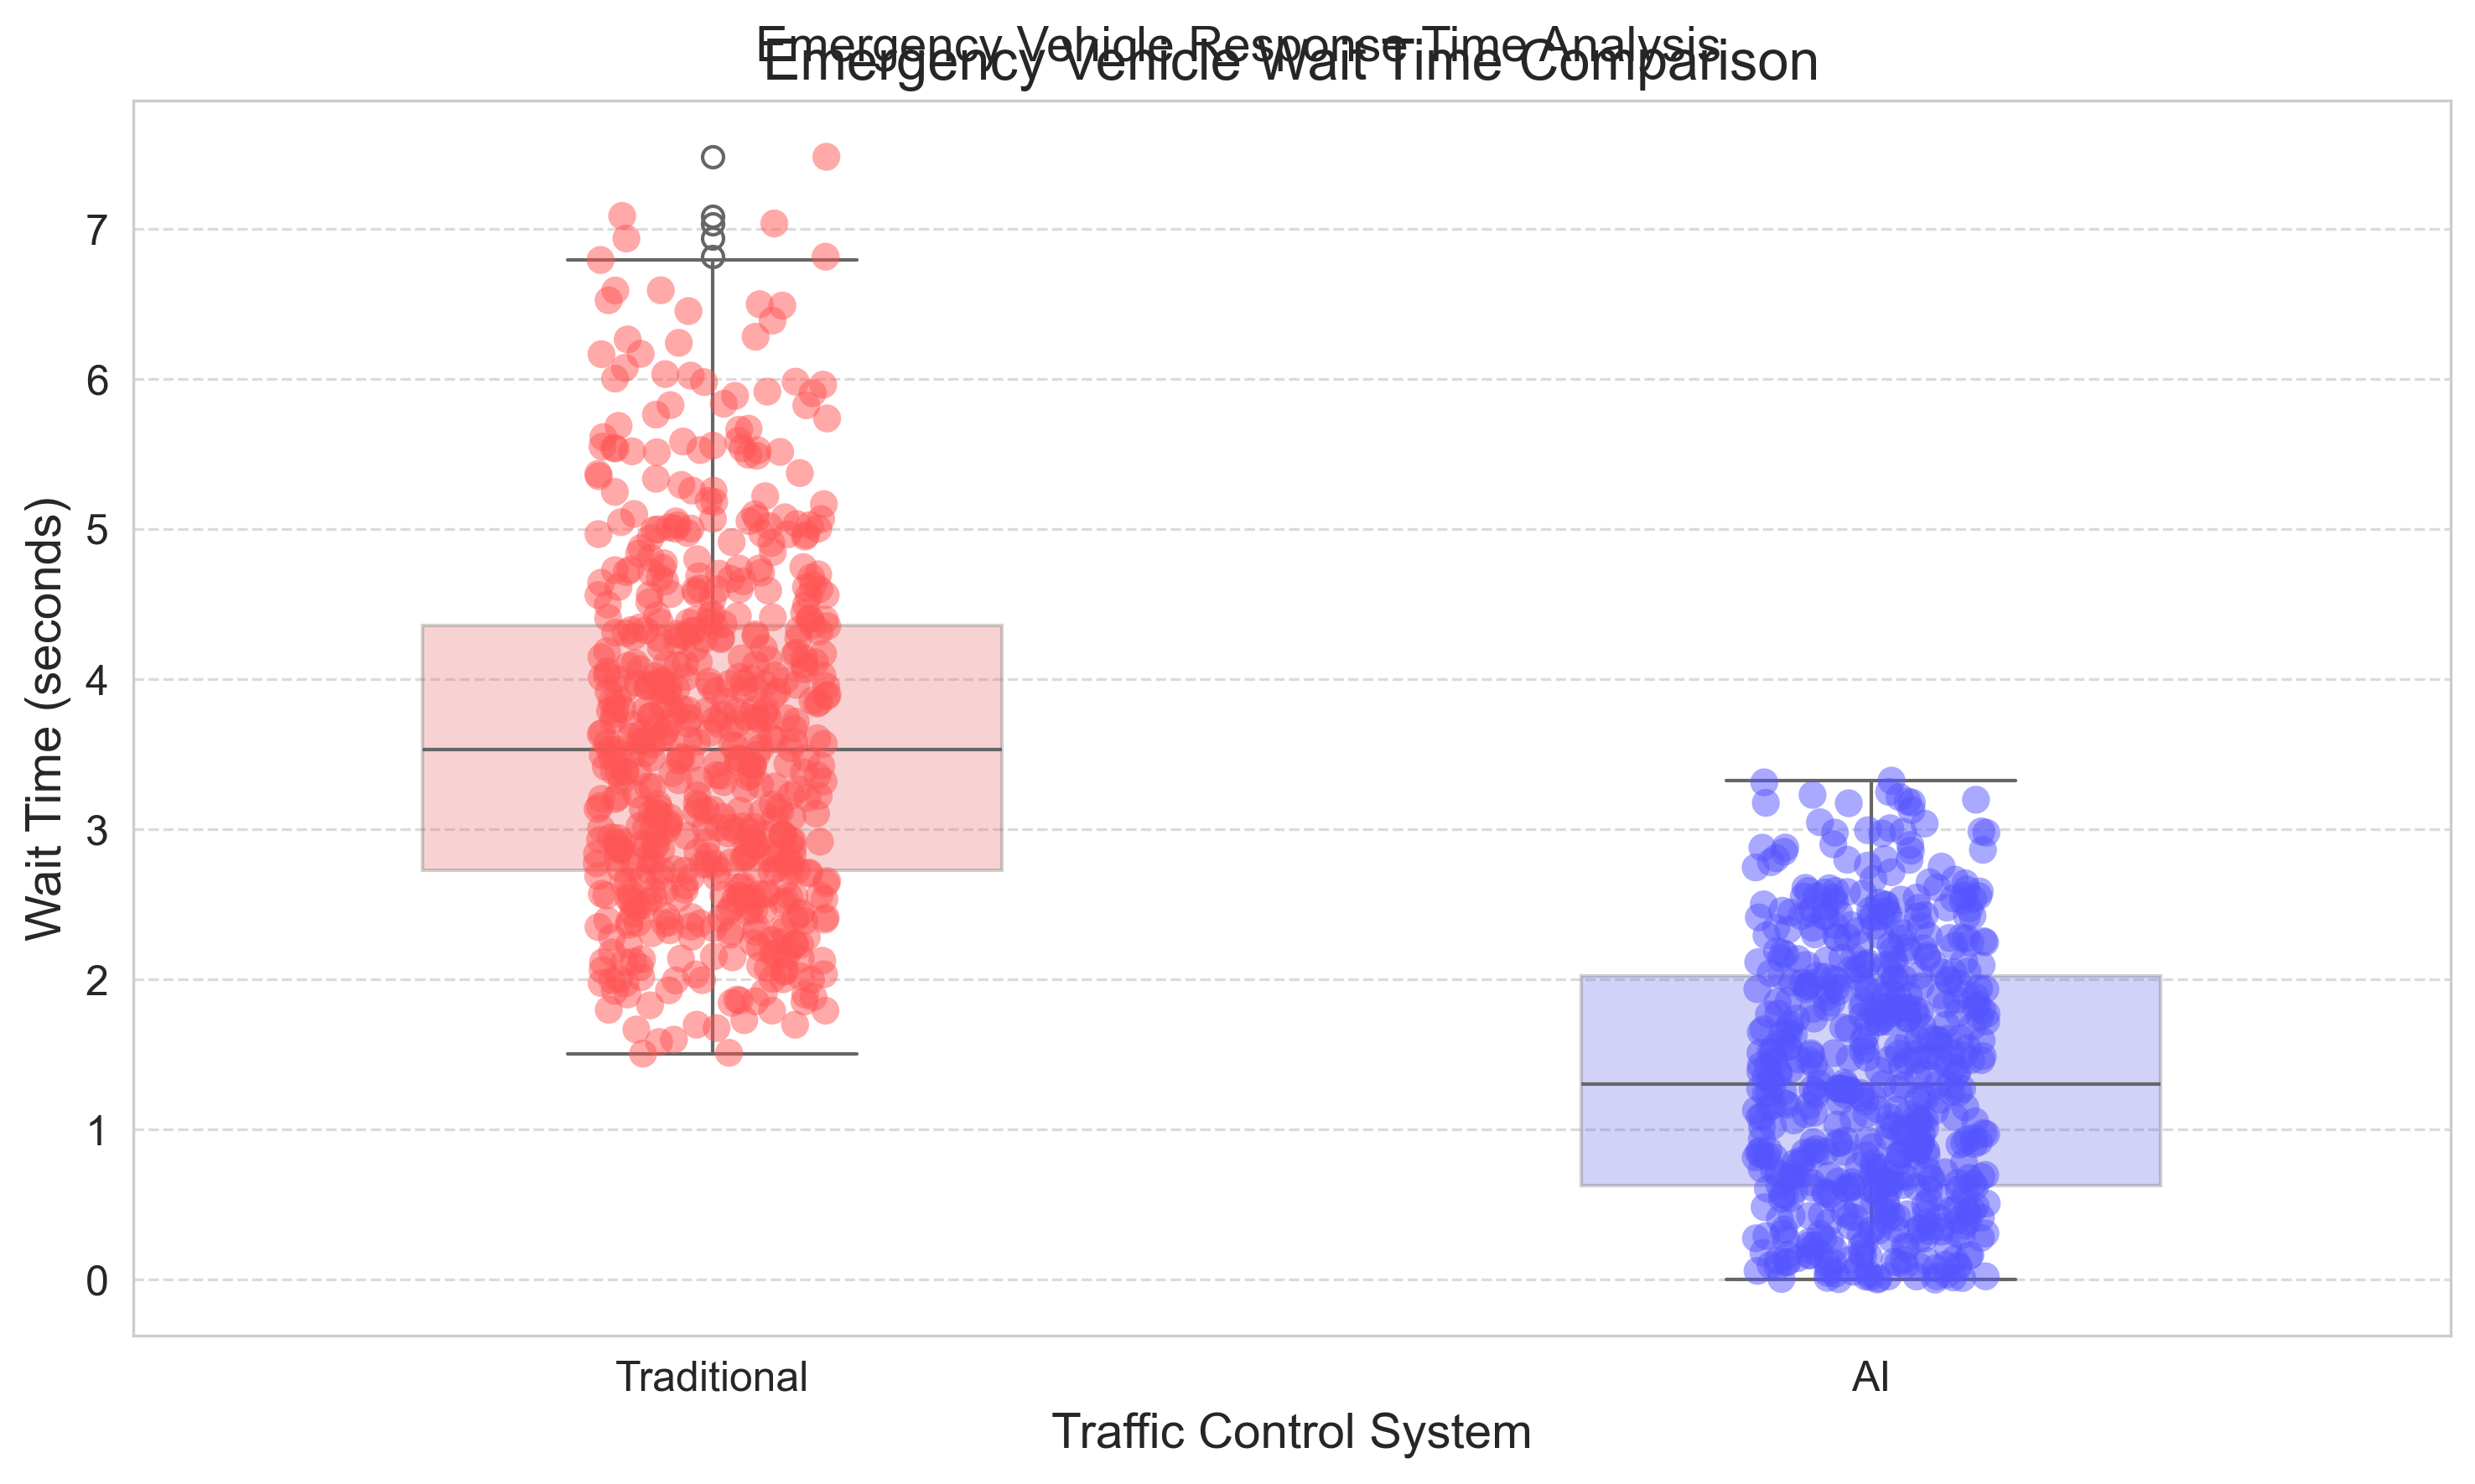 Emergency Vehicle Response Time Analysis
Emergency Vehicle Wait Time Comparison
Wait Time (seconds)
7
6
5
4
3
2
1
0
Traditional
AI
Traffic Control System